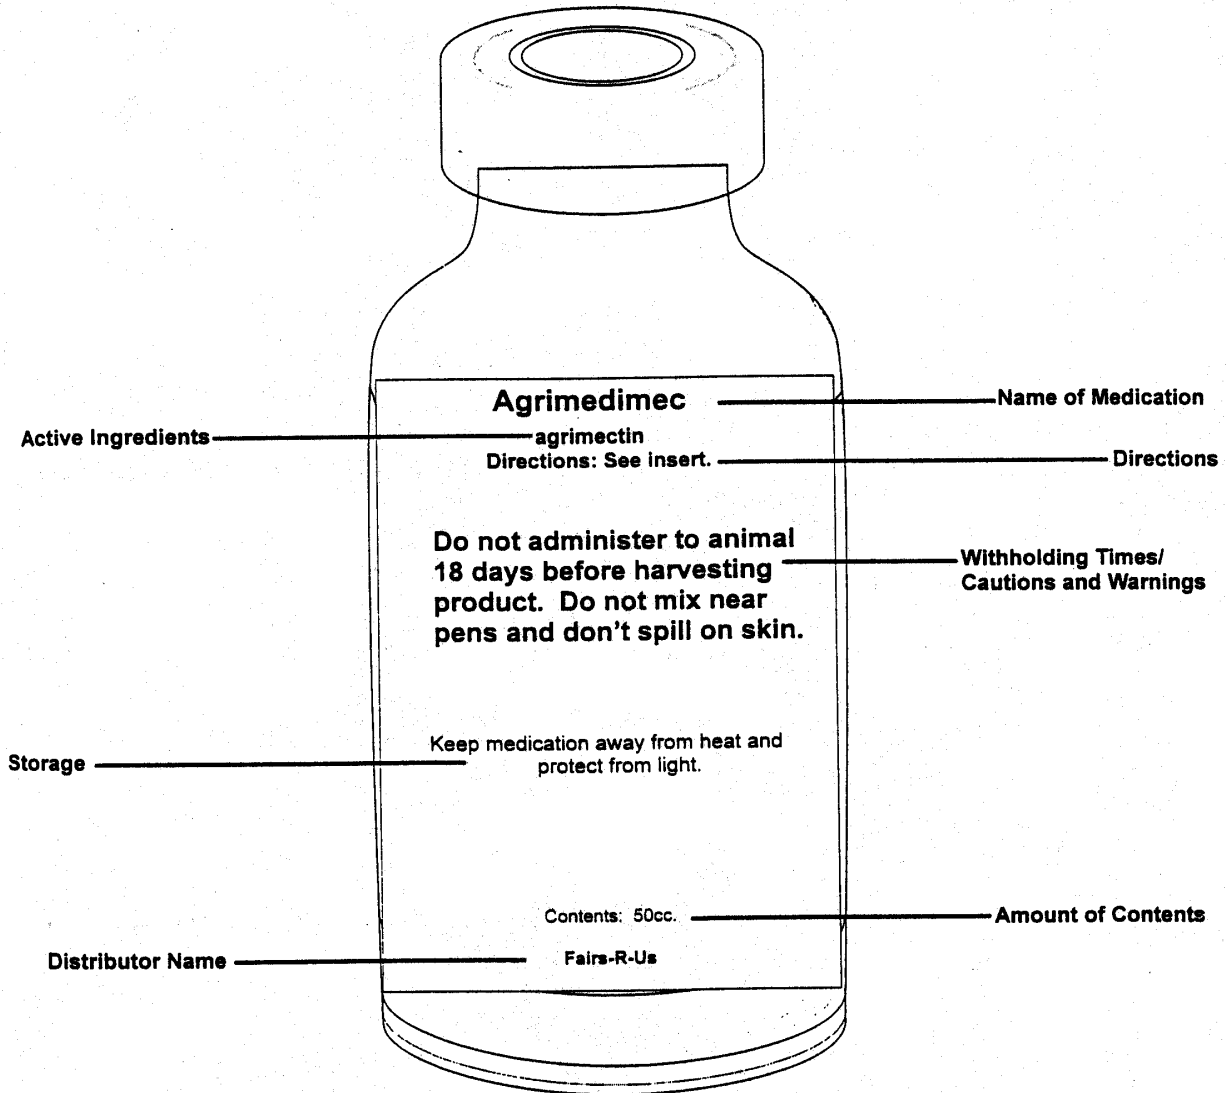 Agrimedimec
Name of Medication
Active Ingredients
agrimectin
Directions: See insert.
Directions
Do not administer to animal
18 days before harvesting
product. Do not mix near
pens and don't spill on skin.
Withholding Times/
Cautions and Warnings
Storage
Keep medication away from heat and
protect from light.
Contents: 50cc.
Amount of Contents
Distributor Name
Fairs-R-Us